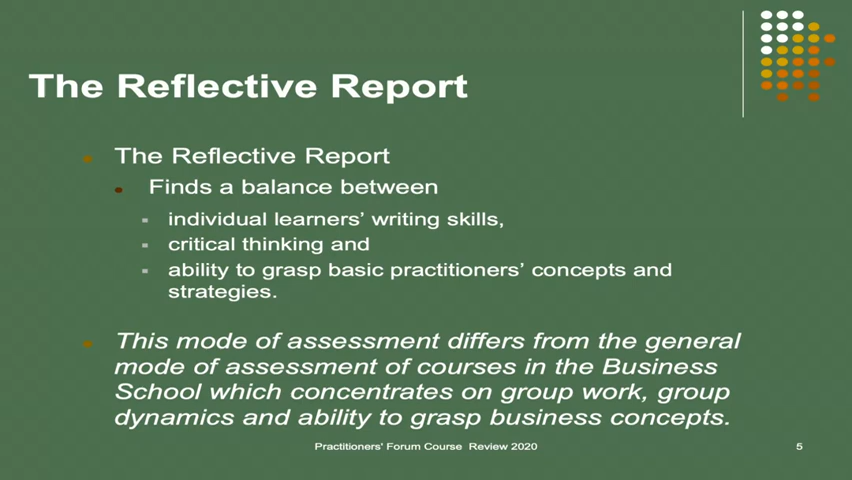 The Reflective Report
The Reflective Report
Finds a balance between
individual learners' writing skills,
critical thinking and
ability to grasp basic practitioners' concepts and
strategies.
This mode of assessment differs from the general
mode of assessment of courses in the Business
School which concentrates on group work, group
dynamics and ability to grasp business concepts.
Practitioners' Forum Course Review 2020
5